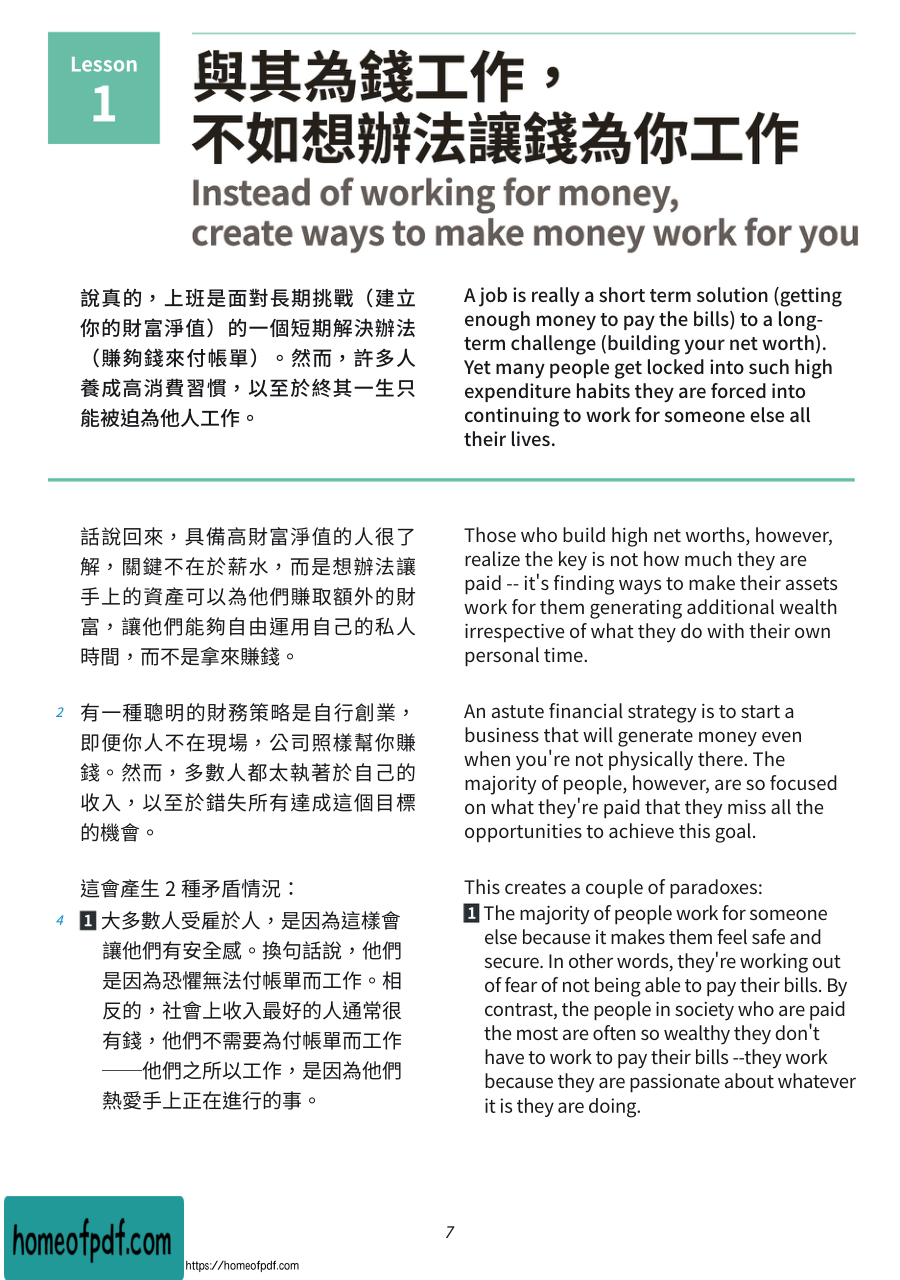 Lesson
1
與其為錢工作，
不如想辦法讓錢為你工作
Instead of working for money,
create ways to make money work for you
說真的，上班是面對長期挑戰（建立
你的財富淨值）的一個短期解決辦法
（賺夠錢來付帳單）。然而，許多人
養成高消費習慣，以至於終其一生只
能被迫為他人工作。
A job is really a short term solution (getting
enough money to pay the bills) to a long-
term challenge (building your net worth).
Yet many people get locked into such high
expenditure habits they are forced into
continuing to work for someone else all
their lives.
話說回來，具備高財富淨值的人很了
解，關鍵不在於薪水，而是想辦法讓
手上的資產可以為他們賺取額外的財
富，讓他們能夠自由運用自己的私人
時間，而不是拿來賺錢。
Those who build high net worths, however,
realize the key is not how much they are
paid -- it's finding ways to make their assets
work for them generating additional wealth
irrespective of what they do with their own
personal time.
2 有一種聰明的財務策略是自行創業，
即便你人不在現場，公司照樣幫你賺
錢。然而，多數人都太執著於自己的
收入，以至於錯失所有達成這個目標
的機會。
An astute financial strategy is to start a
business that will generate money even
when you're not physically there. The
majority of people, however, are so focused
on what they're paid that they miss all the
opportunities to achieve this goal.
這會產生 2 種矛盾情況：
4 1 大多數人受雇於人，是因為這樣會
讓他們有安全感。換句話說，他們
是因為恐懼無法付帳單而工作。相
反的，社會上收入最好的人通常很
有錢，他們不需要為付帳單而工作
——他們之所以工作，是因為他們
熱愛手上正在進行的事。
This creates a couple of paradoxes:
1 The majority of people work for someone
else because it makes them feel safe and
secure. In other words, they're working out
of fear of not being able to pay their bills. By
contrast, the people in society who are paid
the most are often so wealthy they don't
have to work to pay their bills --they work
because they are passionate about whatever
it is they are doing.
7
homeofpdf.com
https://homeofpdf.com